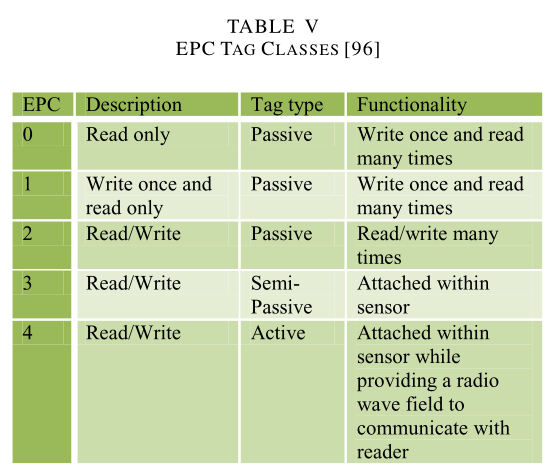 TABLE V
EPC TAG CLASSES [96]
EPC Description Tag type Functionality
0 Read only Passive Write once and read
many times
1 Write once and Passive Write once and read
read only many times
2 Read/Write Passive Read/write many
times
3 Read/Write Semi- Attached within
Passive sensor
4 Read/Write Active Attached within
sensor while
providing a radio
wave field to
communicate with
reader